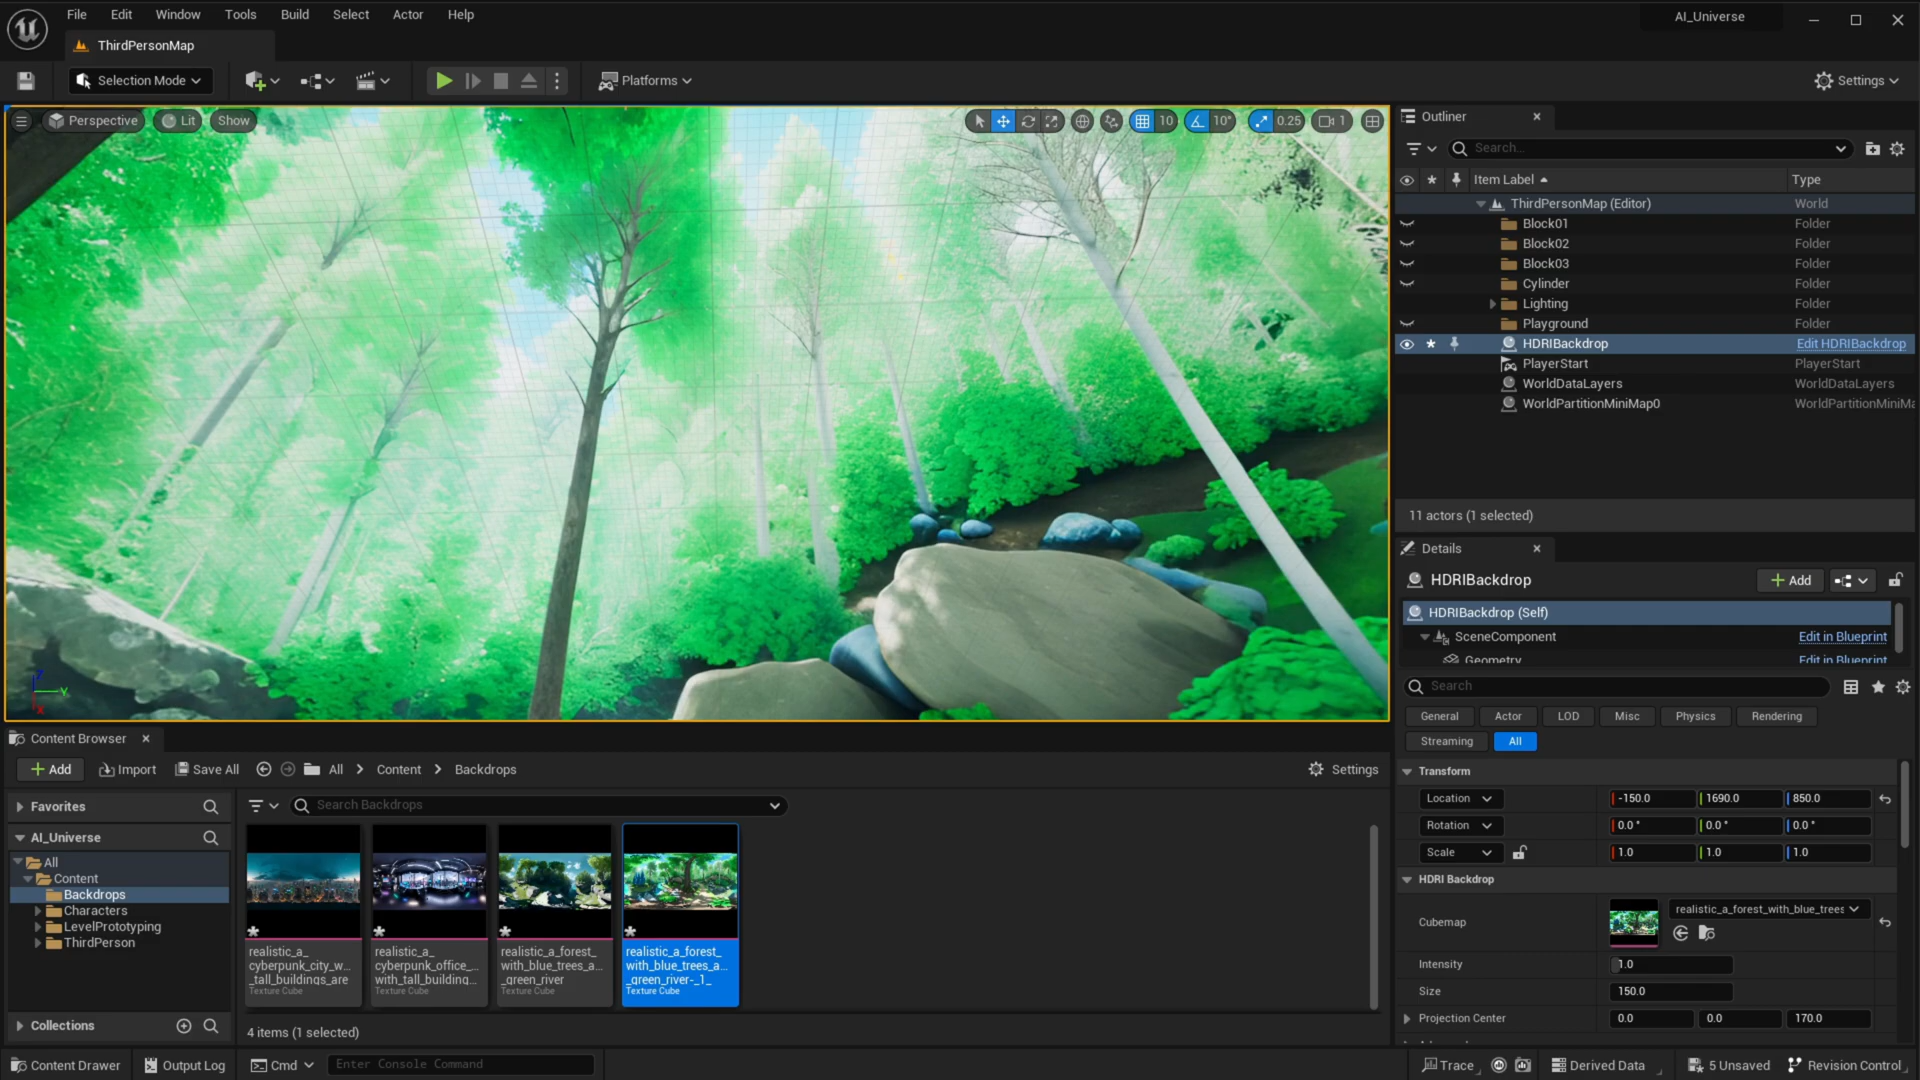 File Edit Window Tools Build Select Actor Help
AI_Universe
ThirdPersonMap
Selection Mode
Platforms
Settings
Perspective Lit Show
10 10° 0.25 1
Outliner
Search...
Item Label Type
ThirdPersonMap (Editor) World
Block01 Folder
Block02 Folder
Block03 Folder
Cylinder Folder
Lighting Folder
Playground Folder
HDRIBackdrop Edit HDRIBackdrop
PlayerStart PlayerStart
WorldDataLayers WorldDataLayers
WorldPartitionMiniMap0 WorldPartitionMiniMa
11 actors (1 selected)
Details
HDRIBackdrop
Add
HDRIBackdrop (Self)
SceneComponent Edit in Blueprint
Geometry Edit in Blueprint
Search
General Actor LOD Misc Physics Rendering
Streaming All
Transform
Location -150.0 1690.0 850.0
Rotation 0.0 ° 0.0 ° 0.0 °
Scale 1.0 1.0 1.0
HDRI Backdrop
Cubemap realistic_a_forest_with_blue_trees
Intensity 1.0
Size 150.0
Projection Center 0.0 0.0 170.0
Content Browser
Add Import Save All All Content Backdrops Settings
Favorites
Search Backdrops
AI_Universe
All
Content
Backdrops
Characters
LevelPrototyping
ThirdPerson
Collections
realistic_a_
cyberpunk_city_w...
_tall_buildings_are
Texture Cube
realistic_a_
cyberpunk_office_...
with_tall_building...
Texture Cube
realistic_a_forest_
with_blue_trees_a...
_green_river
Texture Cube
realistic_a_forest_
with_blue_trees_a...
_green_river-_1_
Texture Cube
4 items (1 selected)
Content Drawer Output Log Cmd Enter Console Command
Trace Derived Data 5 Unsaved Revision Control
Z
Y
X